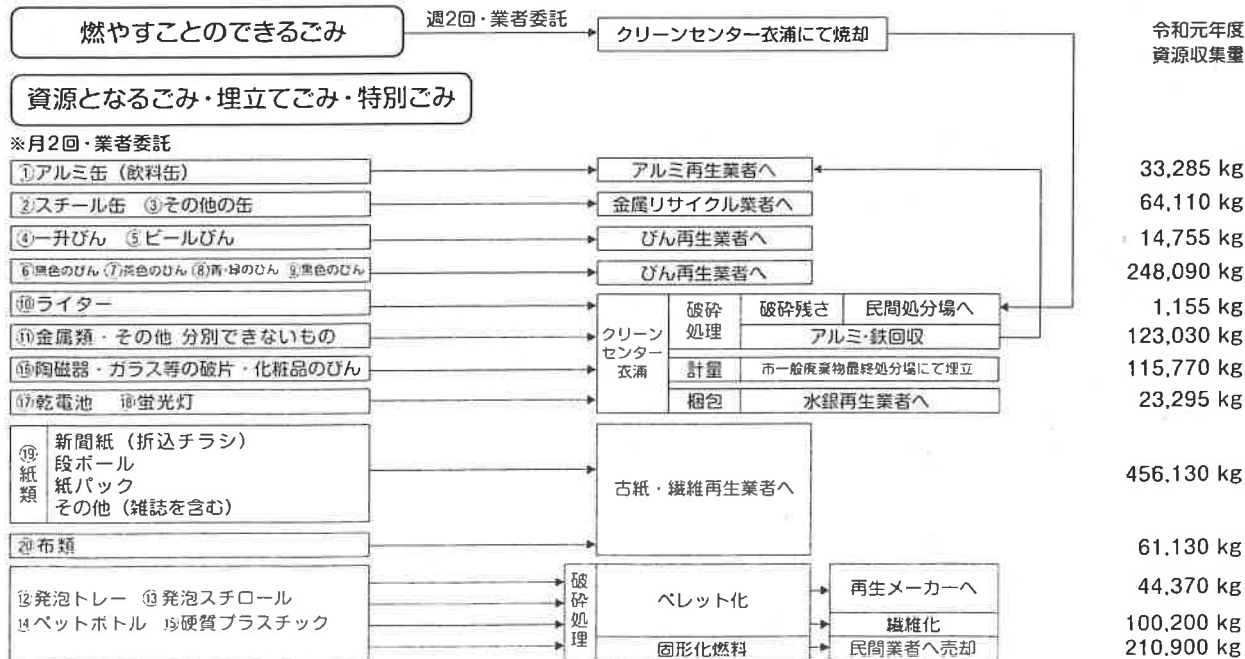 燃やすことのできるごみ
週2回・業者委託
クリーンセンター衣浦にて焼却
令和元年度
資源収集量
資源となるごみ・埋立てごみ・特別ごみ
※月2回・業者委託
①アルミ缶（飲料缶） アルミ再生業者へ 33,285 kg
②スチール缶 ③その他の缶 金属リサイクル業者へ 64,110 kg
④一升びん ⑤ビールびん びん再生業者へ 14,755 kg
⑥無色のびん ⑦茶色のびん ⑧青・緑のびん ⑨黒色のびん びん再生業者へ 248,090 kg
⑩ライター 破砕 破砕残さ 民間処分場へ 1,155 kg
⑪金属類・その他 分別できないもの クリーン 処理 アルミ・鉄回収 123,030 kg
センター
⑯陶磁器・ガラス等の破片・化粧品のびん 衣浦 計量 市一般廃棄物最終処分場にて埋立 115,770 kg
⑰乾電池 ⑱蛍光灯 梱包 水銀再生業者へ 23,295 kg
⑲紙類
新聞紙（折込チラシ）
段ボール
紙パック
その他（雑誌を含む）
古紙・繊維再生業者へ
456,130 kg
⑳布類 61,130 kg
⑫発泡トレー ⑬発泡スチロール
⑭ペットボトル ⑮硬質プラスチック
破砕処理
ペレット化
再生メーカーへ 44,370 kg
繊維化 100,200 kg
固形化燃料 民間業者へ売却 210,900 kg